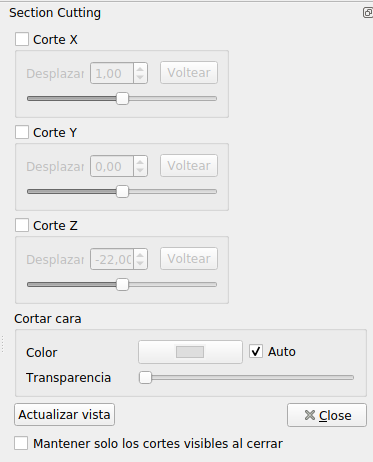 Section Cutting
Corte X
Desplazar 1,00 Voltear
Corte Y
Desplazar 0,00 Voltear
Corte Z
Desplazar -22,00 Voltear
Cortar cara
Color Auto
Transparencia
Actualizar vista Close
Mantener solo los cortes visibles al cerrar